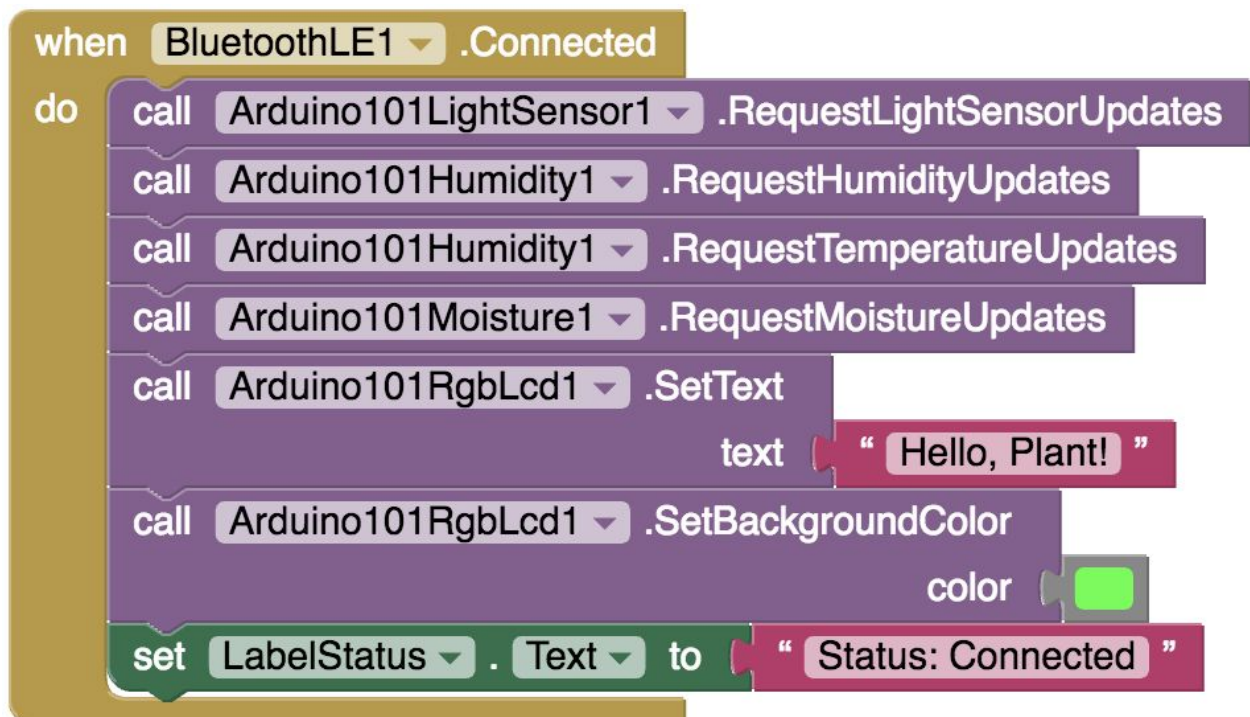 when BluetoothLE1 .Connected
do call Arduino101LightSensor1 .RequestLightSensorUpdates
call Arduino101Humidity1 .RequestHumidityUpdates
call Arduino101Humidity1 .RequestTemperatureUpdates
call Arduino101Moisture1 .RequestMoistureUpdates
call Arduino101RgbLcd1 .SetText
text “ Hello, Plant! ”
call Arduino101RgbLcd1 .SetBackgroundColor
color
set LabelStatus . Text to “ Status: Connected ”